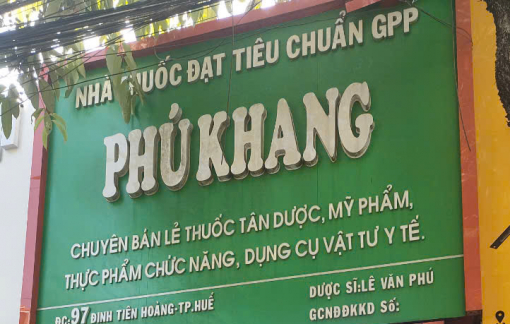 NHÀ THUỐC ĐẠT TIÊU CHUẨN GPP
PHÚ KHANG
CHUYÊN BÁN LẺ THUỐC TÂN DƯỢC, MỸ PHẨM,
THỰC PHẨM CHỨC NĂNG, DỤNG CỤ VẬT TƯ Y TẾ.
ĐC: 97 ĐINH TIÊN HOÀNG-TP.HUẾ
DƯỢC SĨ: LÊ VĂN PHÚ
GCNĐĐKKD Số: